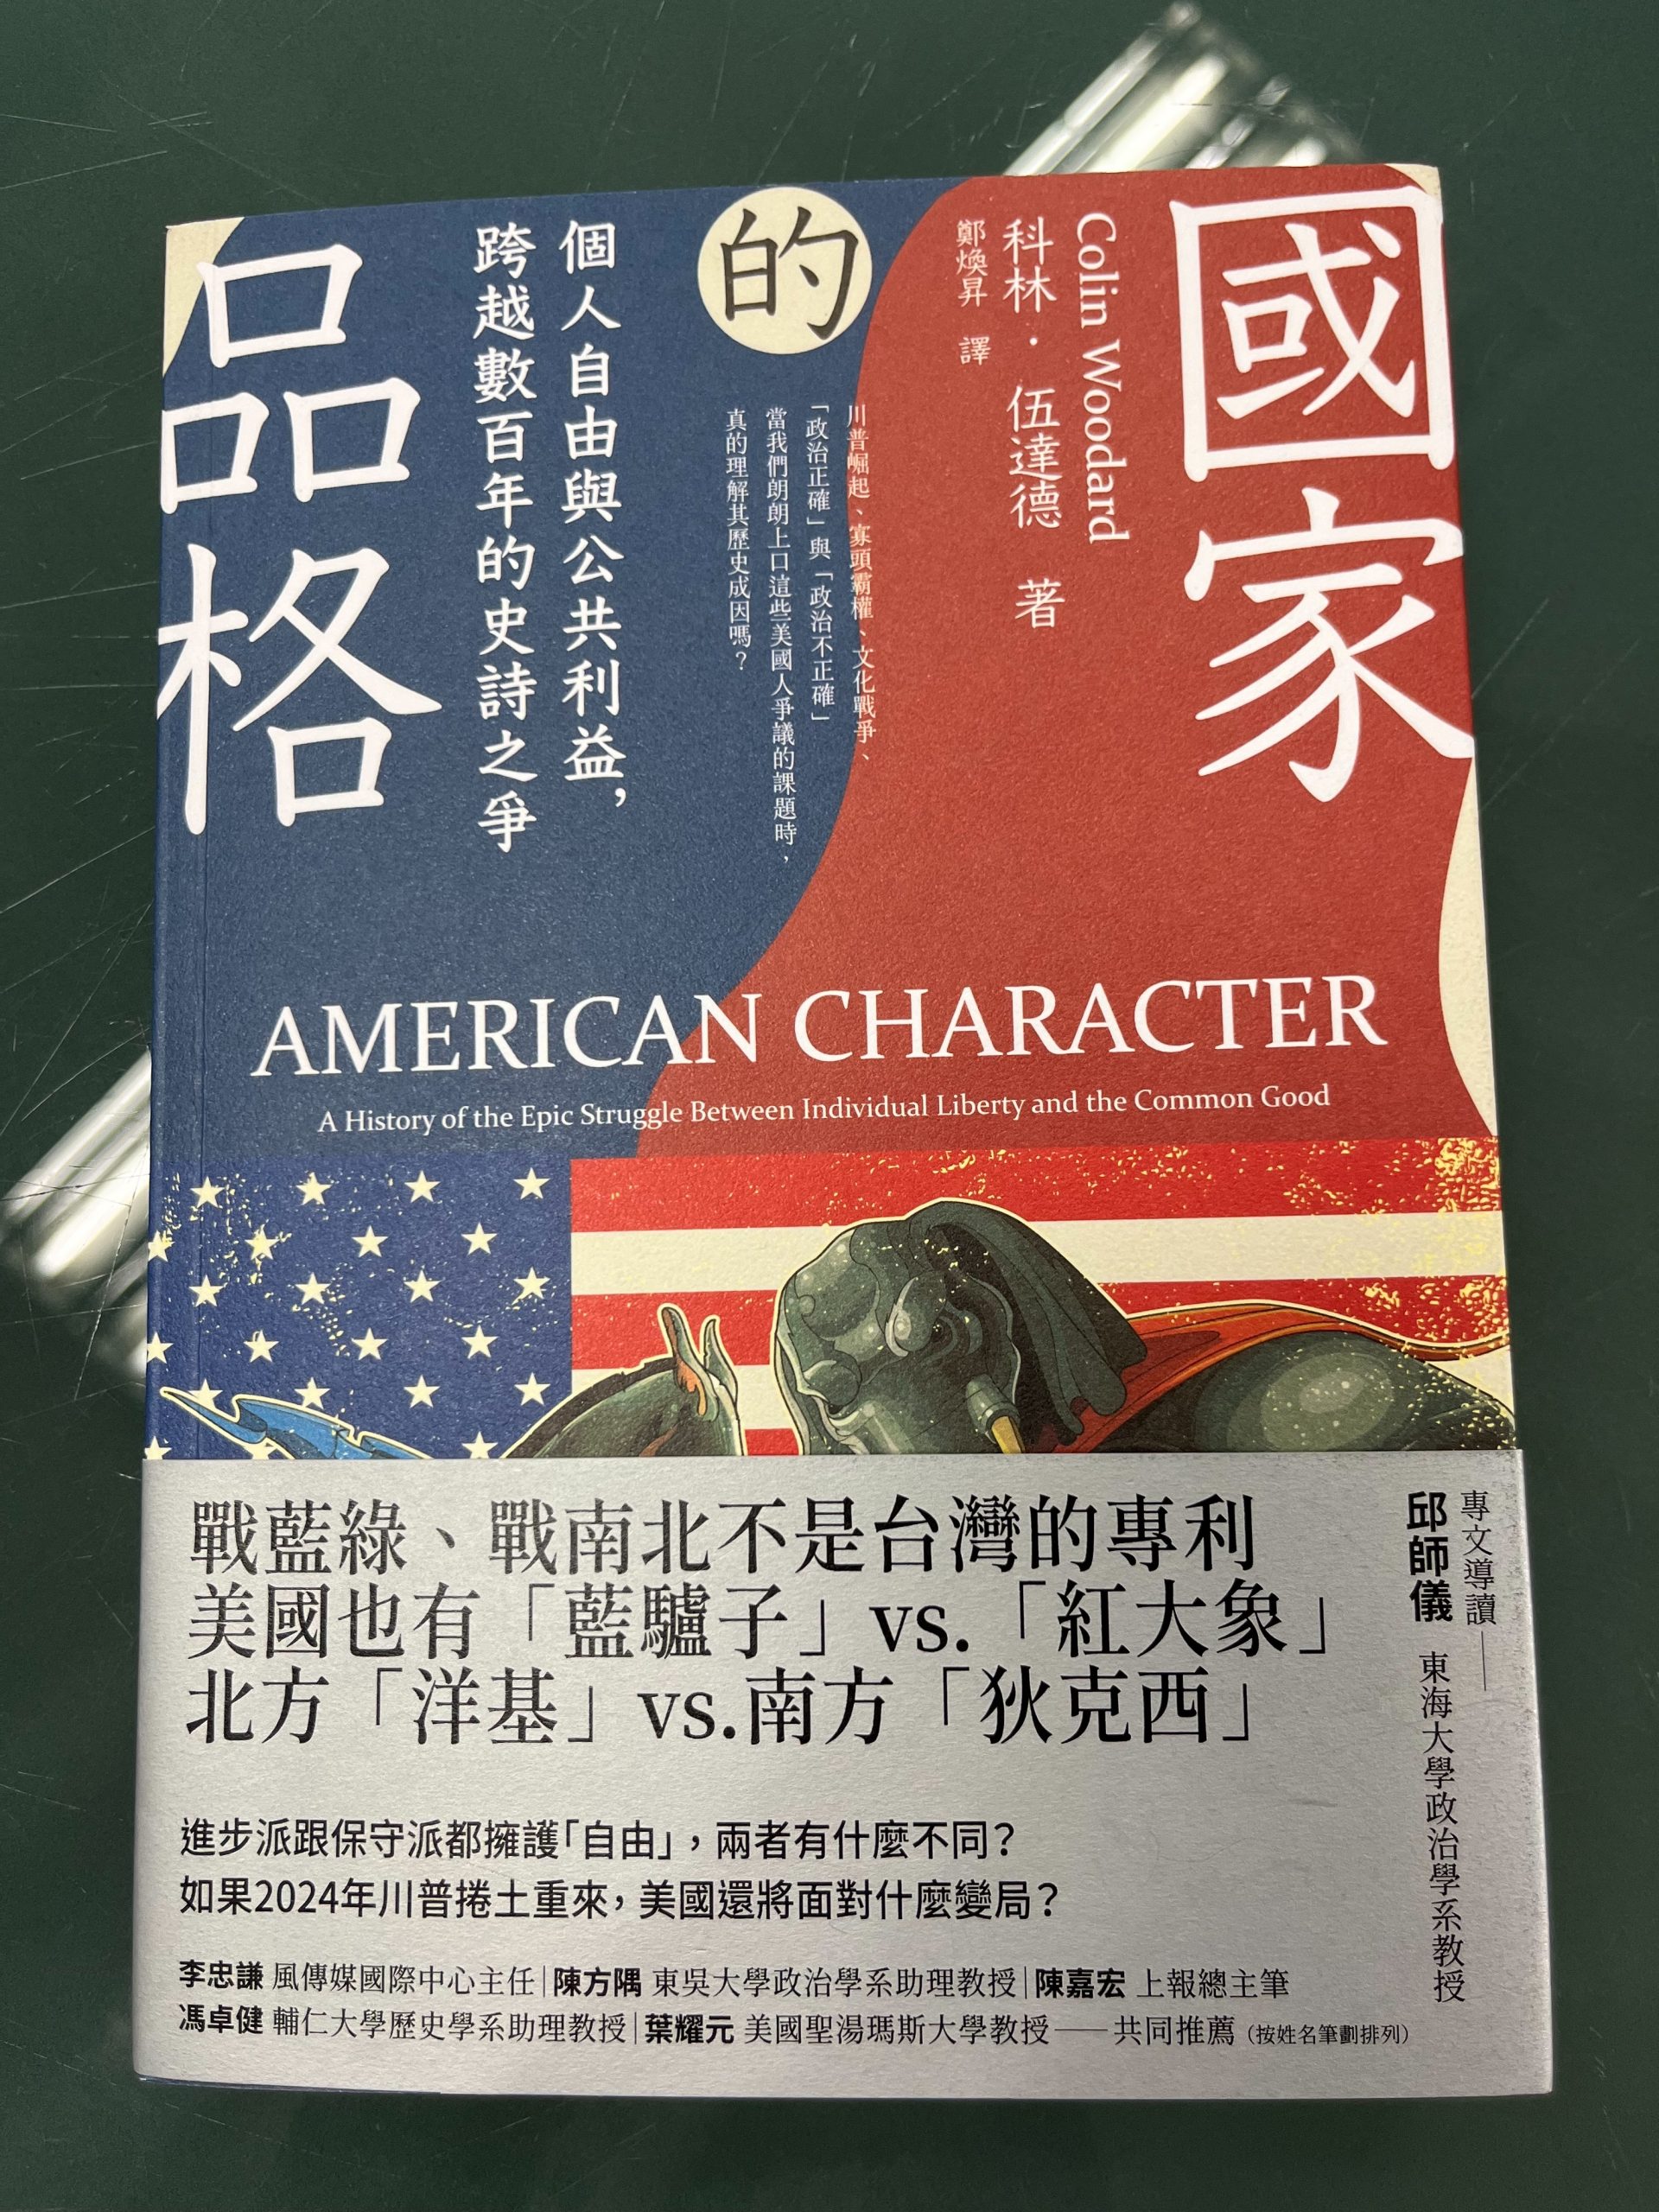 國家
Colin Woodard
科林．伍達德 著
鄭煥昇 譯
的
川普崛起、寡頭霸權、文化戰爭、
「政治正確」與「政治不正確」
當我們朗朗上口這些美國人爭議的課題時，
真的理解其歷史成因嗎？
個人自由與公共利益，
跨越數百年的史詩之爭
品格
AMERICAN CHARACTER
A History of the Epic Struggle Between Individual Liberty and the Common Good
戰藍綠、戰南北不是台灣的專利
美國也有「藍驢子」vs.「紅大象」
北方「洋基」vs.南方「狄克西」
進步派跟保守派都擁護「自由」，兩者有什麼不同？
如果2024年川普捲土重來，美國還將面對什麼變局？
專文導讀——
邱師儀 東海大學政治學系教授
李忠謙 風傳媒國際中心主任|陳方隅 東吳大學政治學系助理教授|陳嘉宏 上報總主筆
馮卓健 輔仁大學歷史學系助理教授|葉耀元 美國聖湯瑪斯大學教授——共同推薦（按姓名筆劃排列）